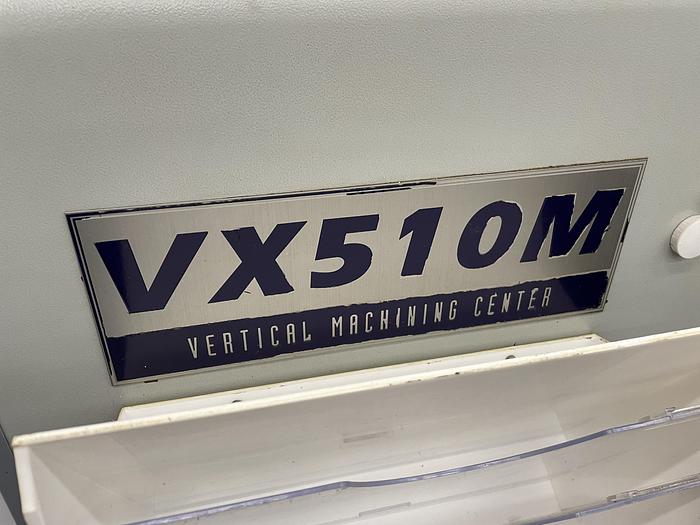 VX510M
VERTICAL MACHINING CENTER